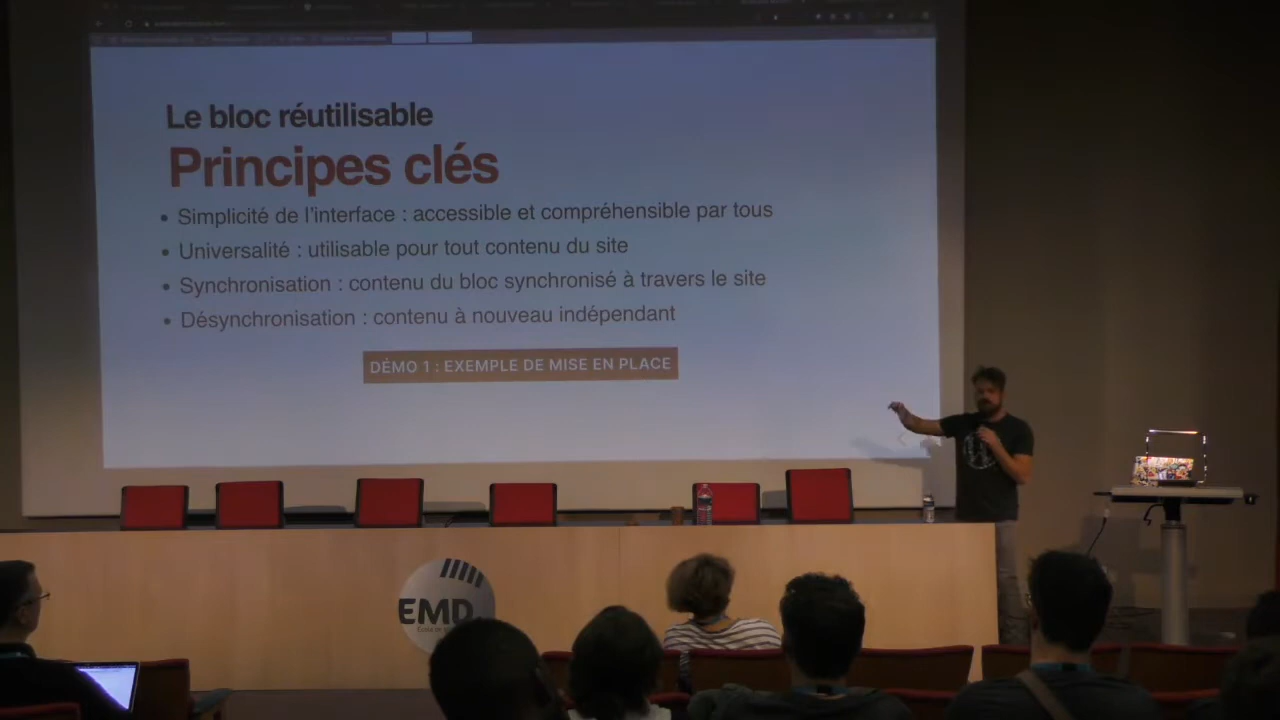 Le bloc réutilisable
Principes clés
• Simplicité de l'interface : accessible et compréhensible par tous
• Universalité : utilisable pour tout contenu du site
• Synchronisation : contenu du bloc synchronisé à travers le site
• Désynchronisation : contenu à nouveau indépendant
DÉMO 1 : EXEMPLE DE MISE EN PLACE
EMD